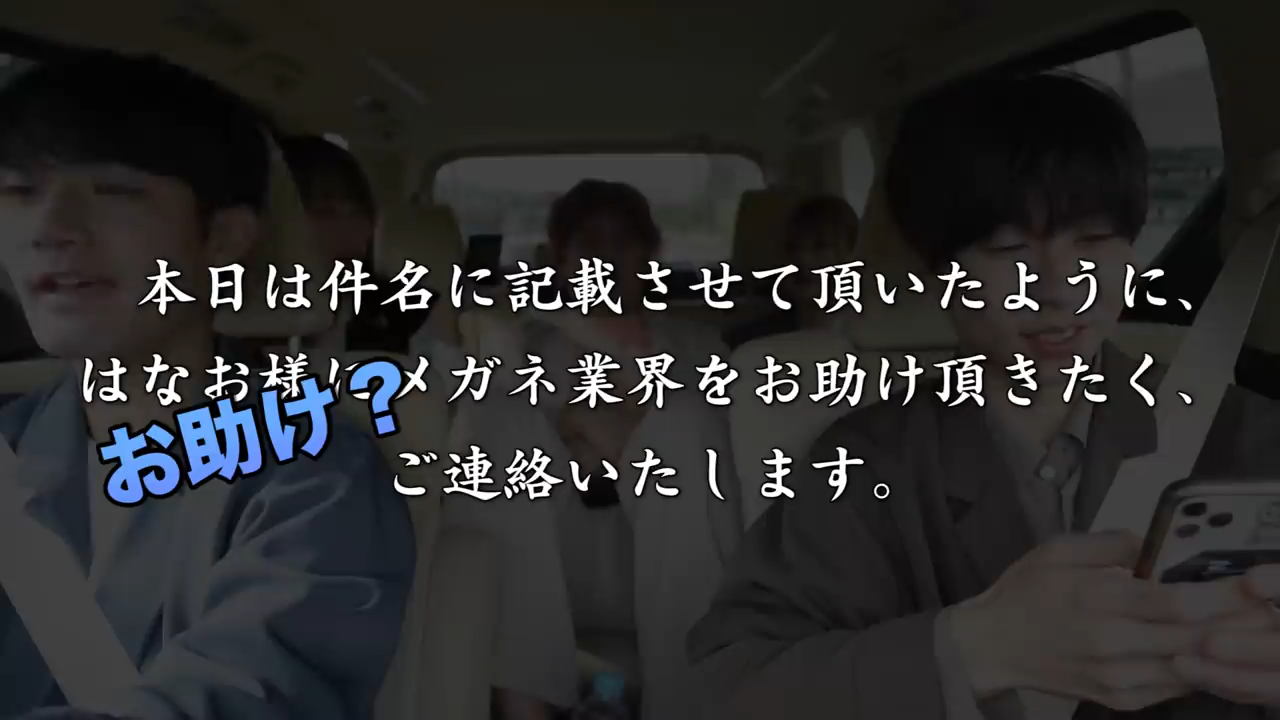 本日は件名に記載させて頂いたように、
はなお様にメガネ業界をお助け頂きたく、
お助け？
ご連絡いたします。